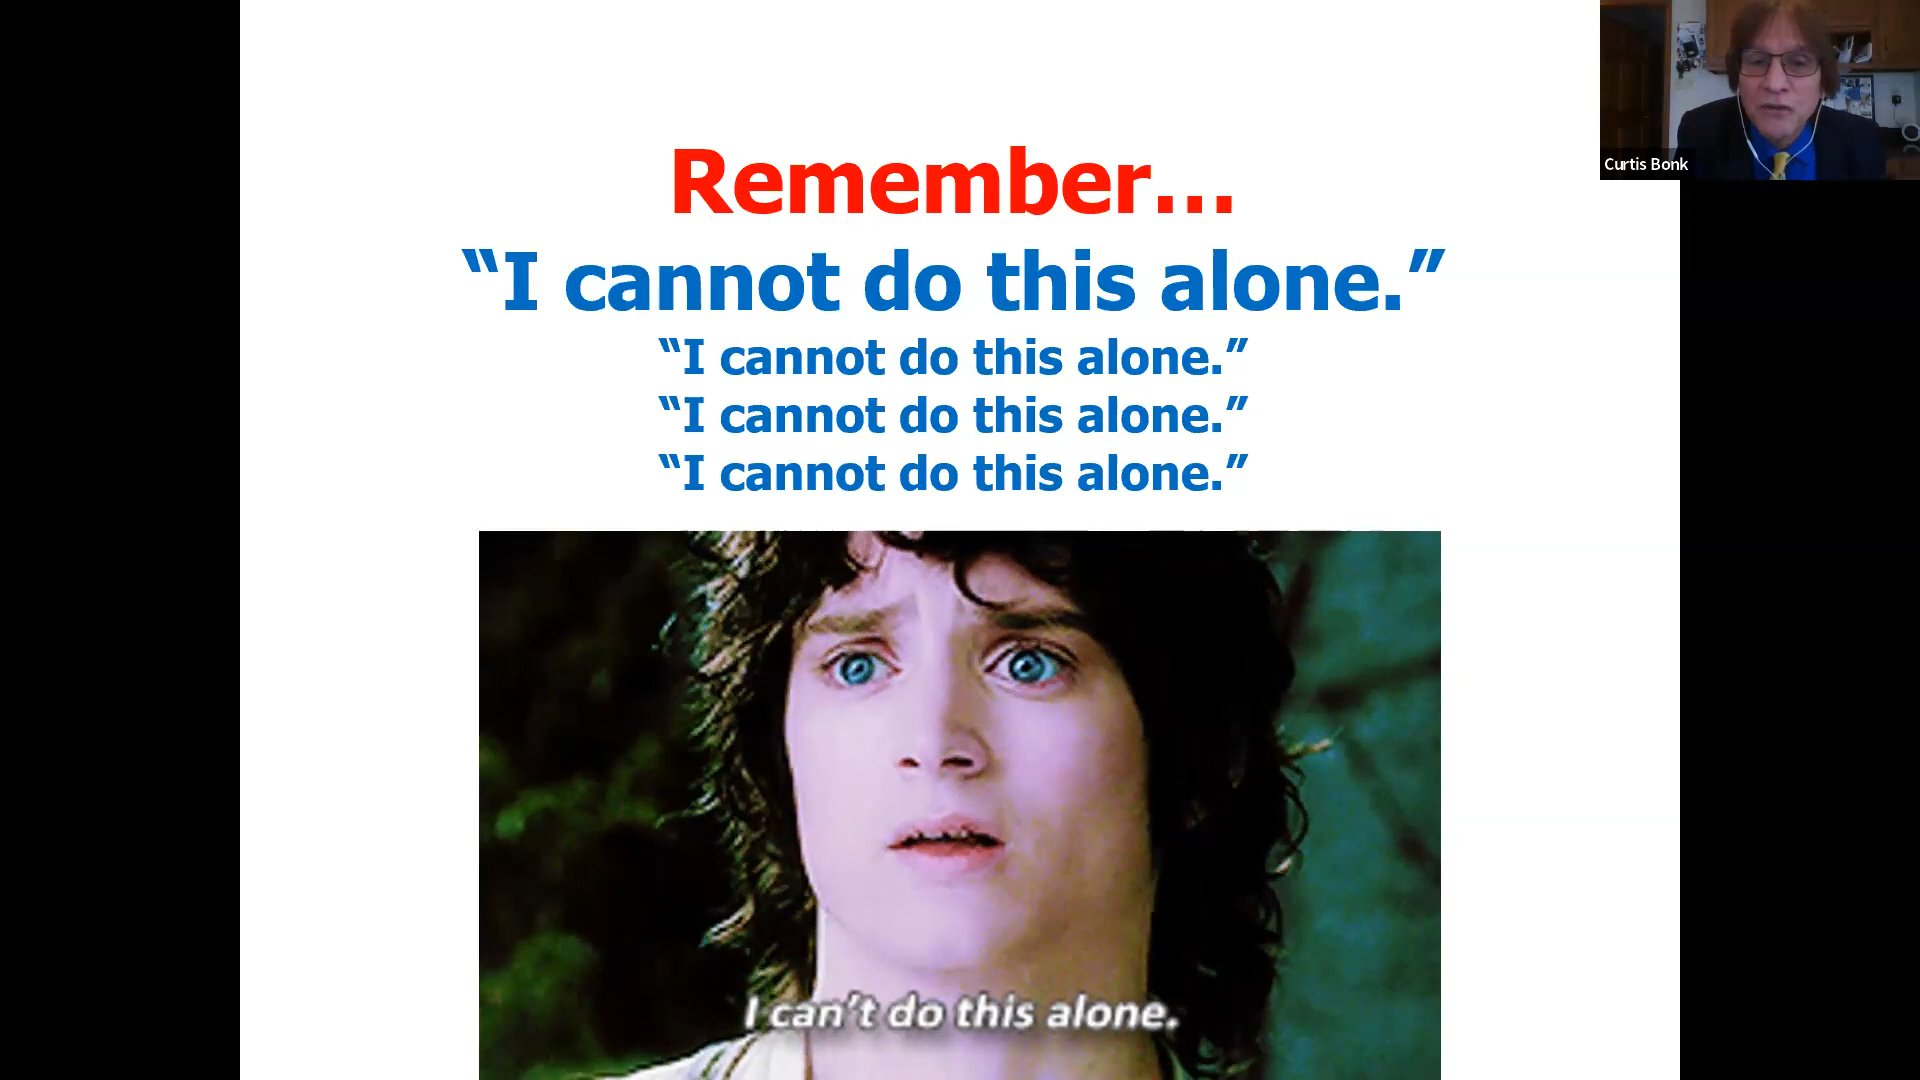 Remember…
“I cannot do this alone.”
“I cannot do this alone.”
“I cannot do this alone.”
“I cannot do this alone.”
I can’t do this alone.
Curtis Bonk